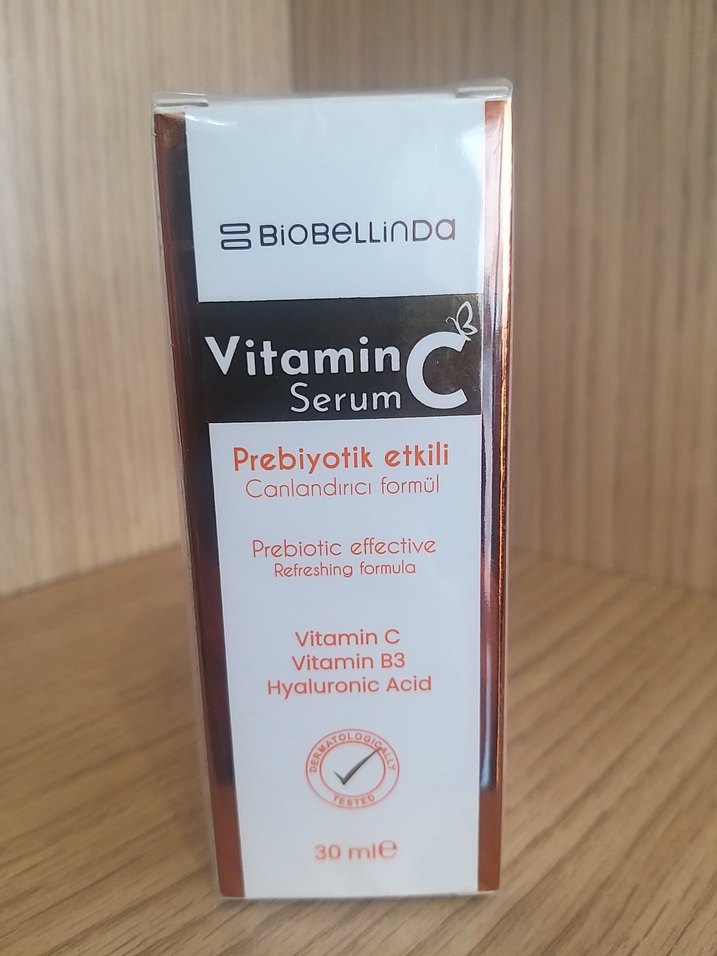 BiOBeLLinDa
Vitamin C
Serum
Prebiyotik etkili
Canlandırıcı formül
Prebiotic effective
Refreshing formula
Vitamin C
Vitamin B3
Hyaluronic Acid
DERMATOLOGICALLY
TESTED
30 ml℮